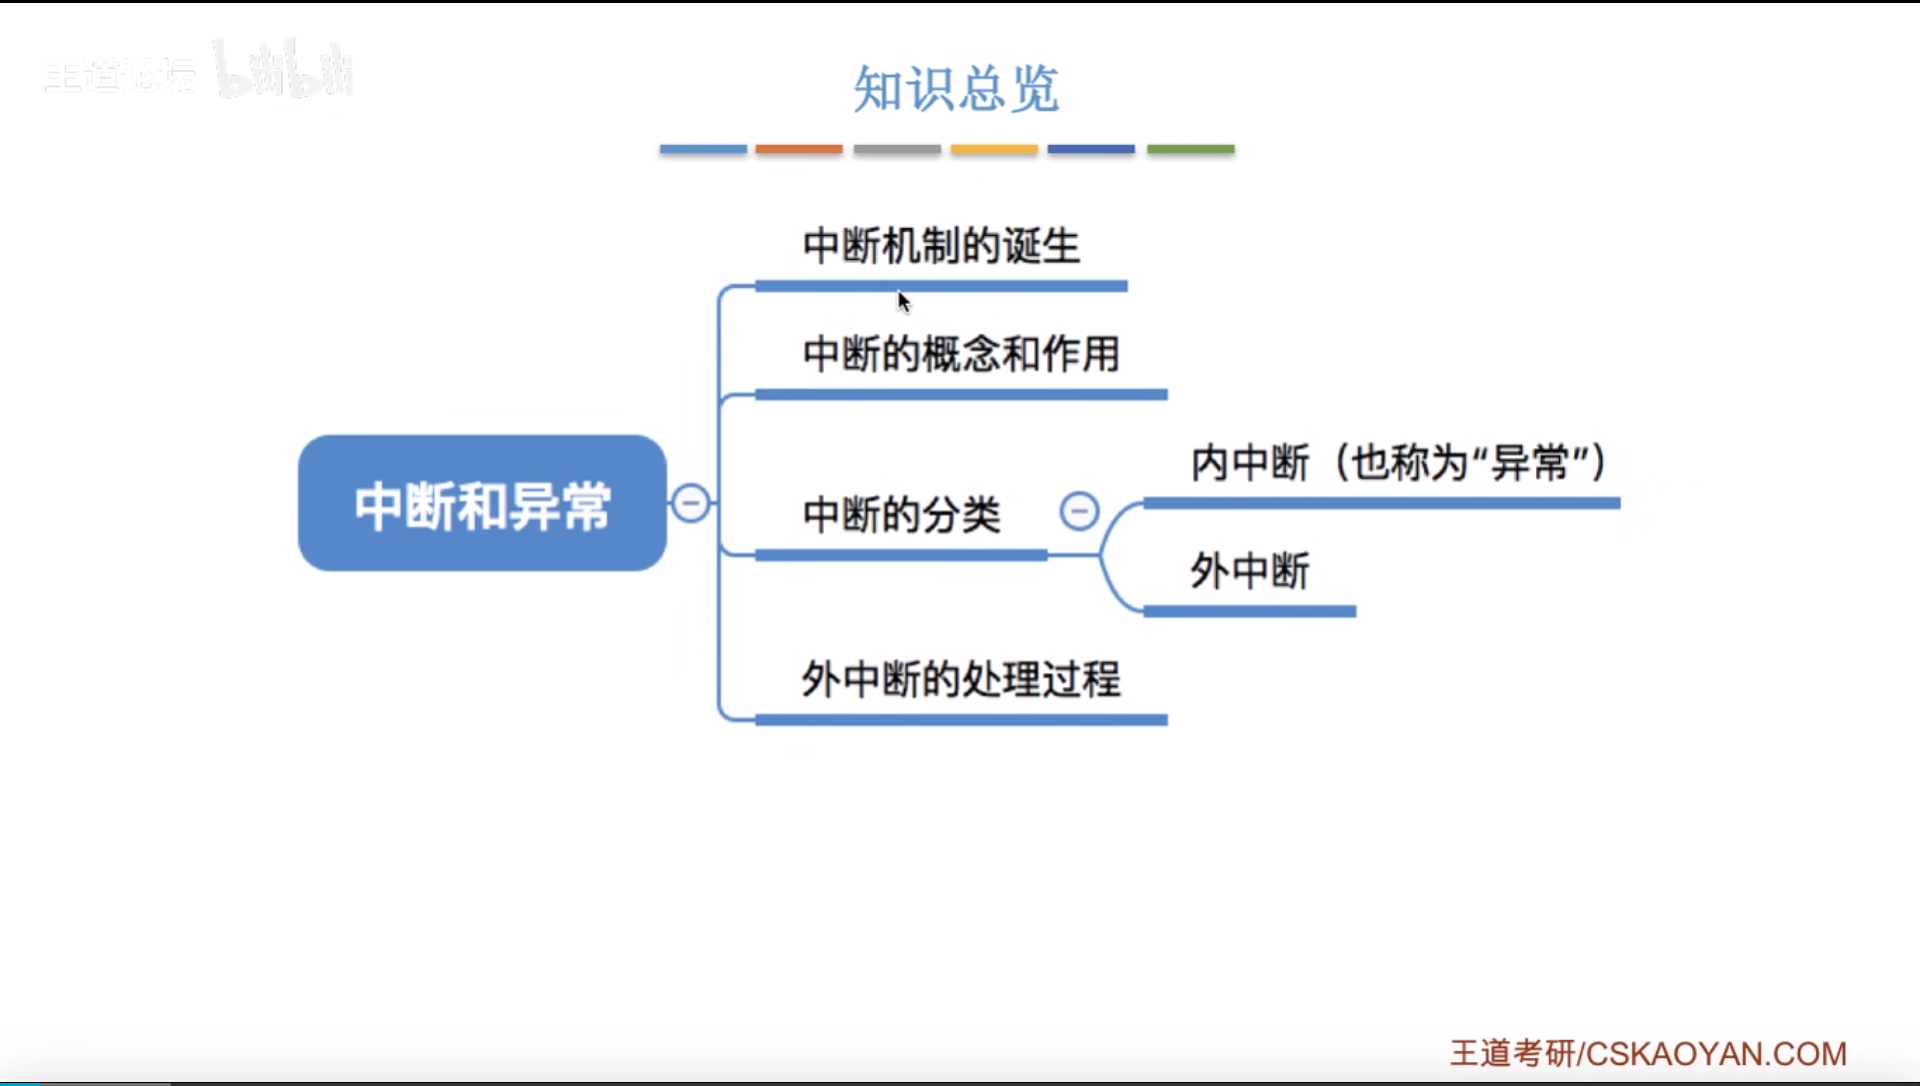 王道论坛 bilibili
知识总览
中断机制的诞生
中断的概念和作用
中断和异常
中断的分类
内中断（也称为“异常”）
外中断
外中断的处理过程
王道考研/CSKAOYAN.COM